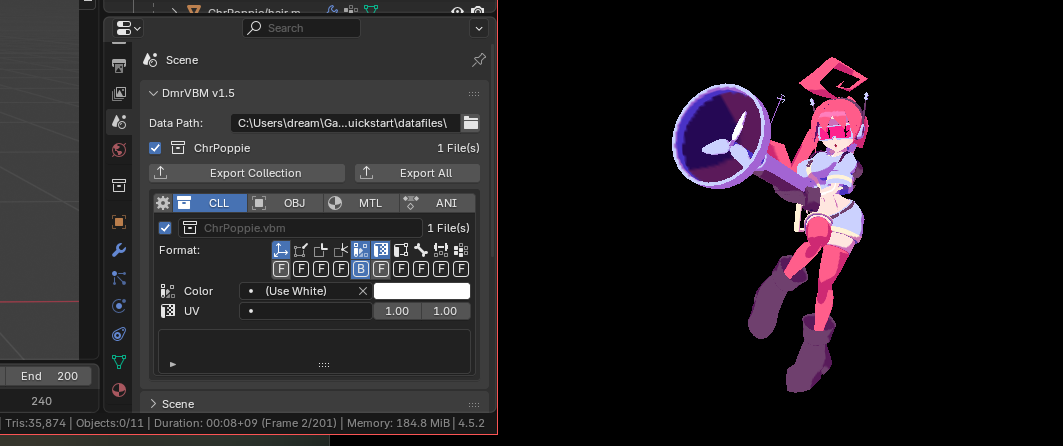 ChrPoppie/hair.m
Search
Scene
DmrVBM v1.5
Data Path: C:\Users\dream\Ga...uickstart\datafiles\
ChrPoppie 1 File(s)
Export Collection Export All
CLL OBJ MTL ANI
ChrPoppie.vbm 1 File(s)
Format:
F F F F B F F F F F
Color • (Use White)
UV • 1.00 1.00
End 200
240
Scene
Tris:35,874 | Objects:0/11 | Duration: 00:08+09 (Frame 2/201) | Memory: 184.8 MiB | 4.5.2